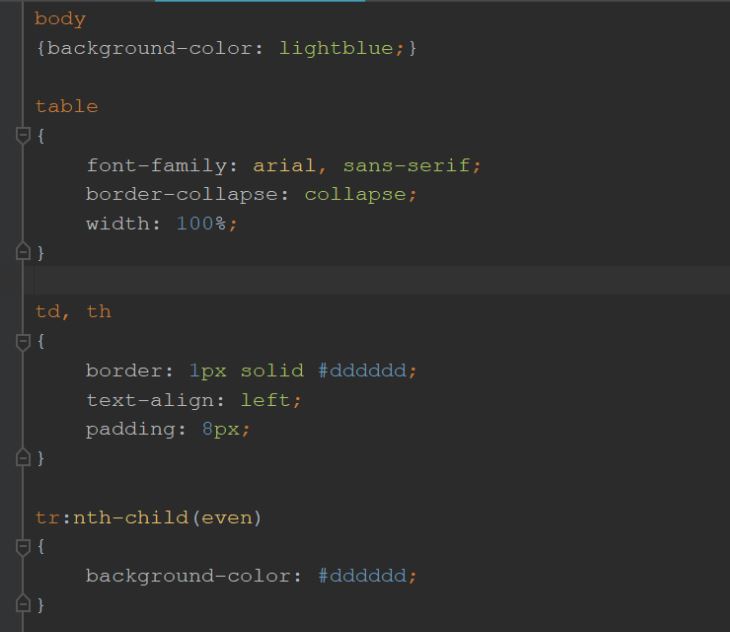 body
{background-color: lightblue;}
table
{
font-family: arial, sans-serif;
border-collapse: collapse;
width: 100%;
}
td, th
{
border: 1px solid #dddddd;
text-align: left;
padding: 8px;
}
tr:nth-child(even)
{
background-color: #dddddd;
}